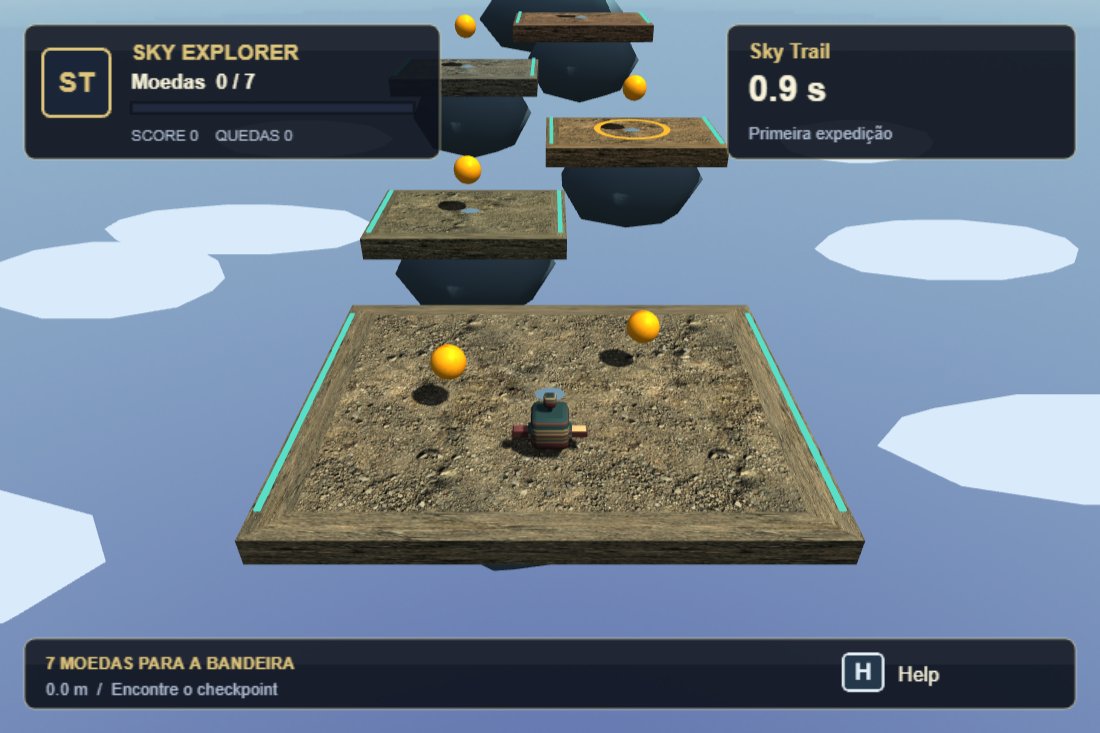 ST
SKY EXPLORER
Moedas 0 / 7
SCORE 0 QUEDAS 0
Sky Trail
0.9 s
Primeira expedição
7 MOEDAS PARA A BANDEIRA
0.0 m / Encontre o checkpoint
H Help